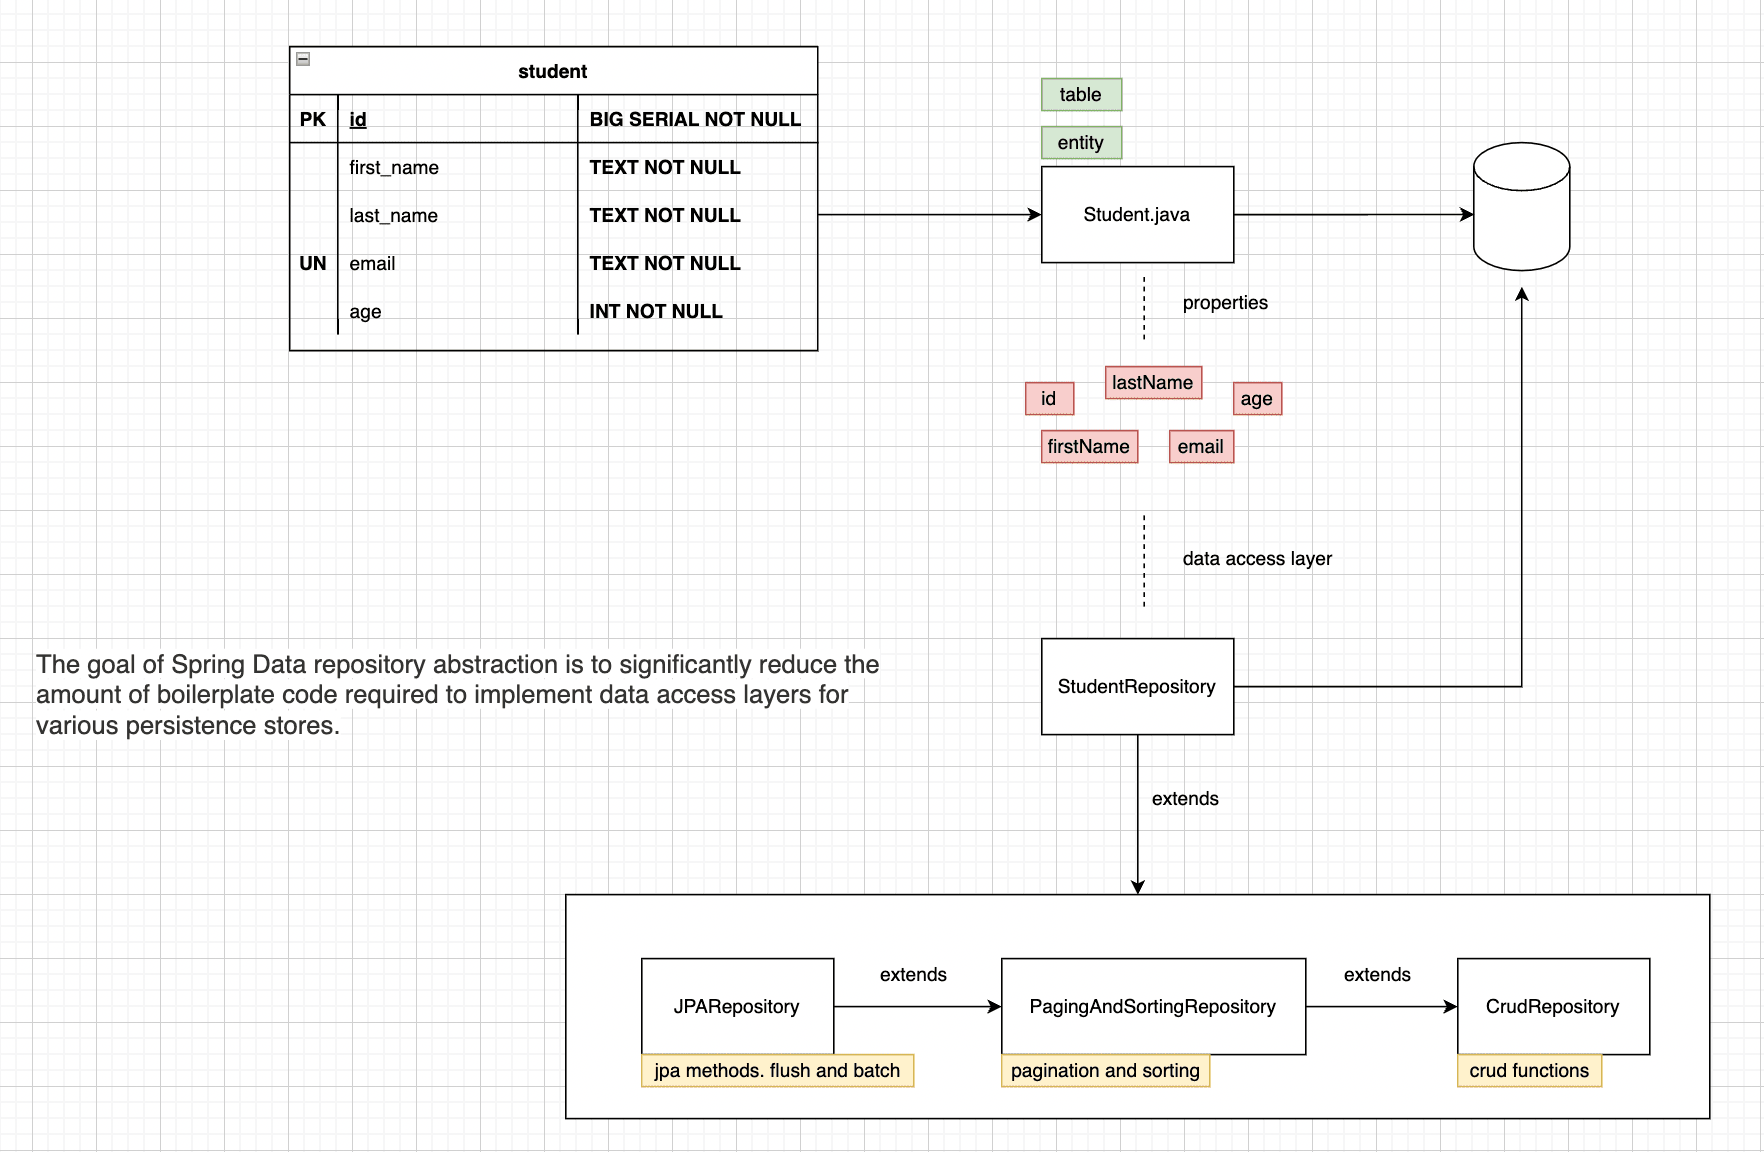 student
PK id BIG SERIAL NOT NULL
first_name TEXT NOT NULL
last_name TEXT NOT NULL
UN email TEXT NOT NULL
age INT NOT NULL
table
entity
Student.java
properties
lastName
id
age
firstName
email
data access layer
The goal of Spring Data repository abstraction is to significantly reduce the
amount of boilerplate code required to implement data access layers for
various persistence stores.
StudentRepository
extends
extends
extends
JPARepository
PagingAndSortingRepository
CrudRepository
jpa methods. flush and batch
pagination and sorting
crud functions